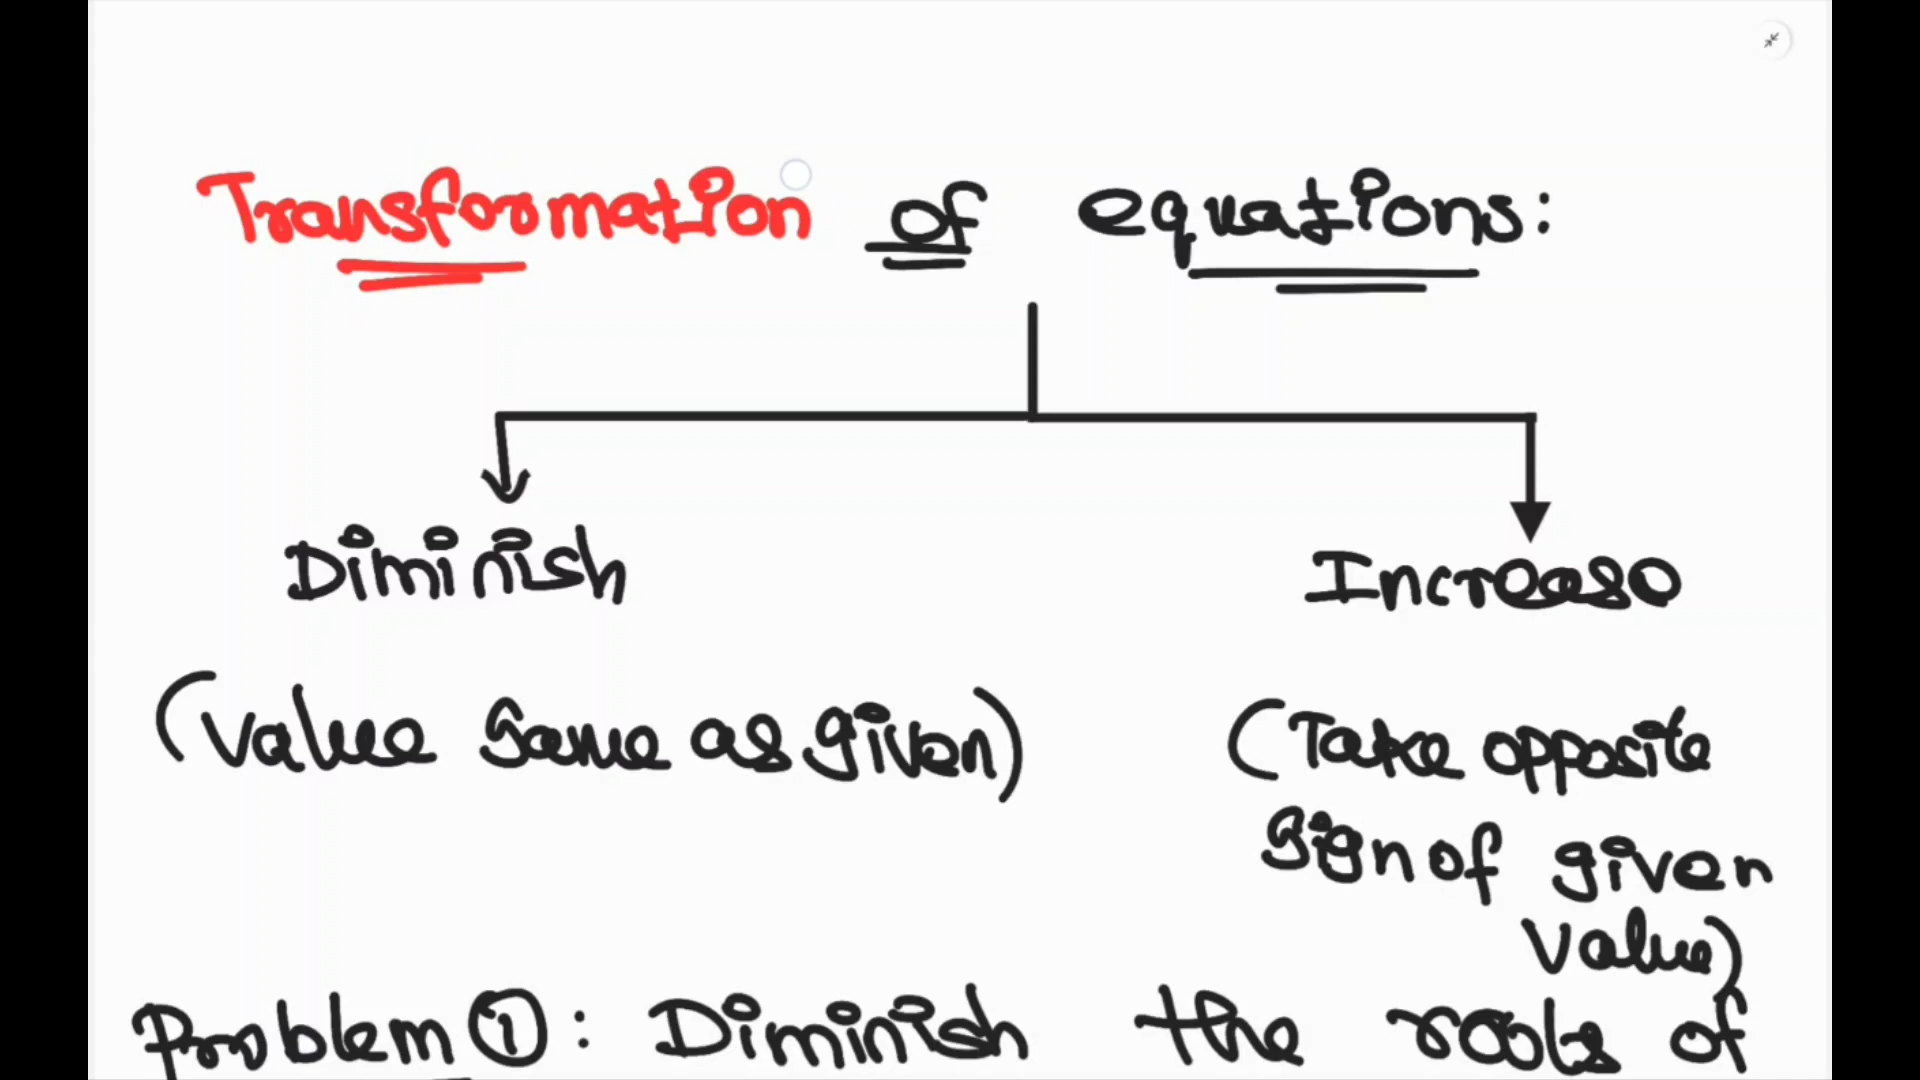 Transformation of equations:
Diminish Increase
(Value Same as given) (Take opposite
Sign of given
value)
Problem ①: Diminish the roots of